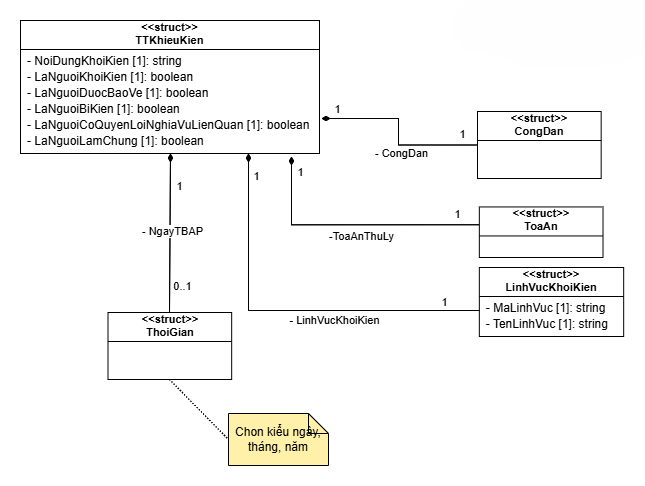 <<struct>>
TTKhieuKien
- NoiDungKhoiKien [1]: string
- LaNguoiKhoiKien [1]: boolean
- LaNguoiDuocBaoVe [1]: boolean
- LaNguoiBiKien [1]: boolean
- LaNguoiCoQuyenLoiNghiaVuLienQuan [1]: boolean
- LaNguoiLamChung [1]: boolean
1
1
- CongDan
<<struct>>
CongDan
1
1
1
1
- NgayTBAP
-ToaAnThuLy
<<struct>>
ToaAn
0..1
1
- LinhVucKhoiKien
<<struct>>
LinhVucKhoiKien
- MaLinhVuc [1]: string
- TenLinhVuc [1]: string
<<struct>>
ThoiGian
Chon kiểu ngày,
tháng, năm